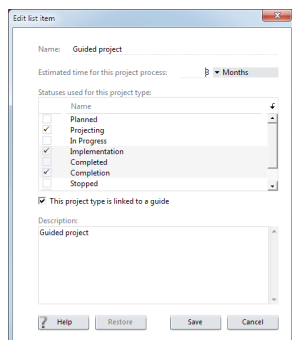 Edit list item
Name: Guided project
Estimated time for this project process: 8 Months
Statuses used for this project type:
Name
Planned
Projecting
In Progress
Implementation
Completed
Completion
Stopped
This project type is linked to a guide
Description:
Guided project
? Help Restore Save Cancel